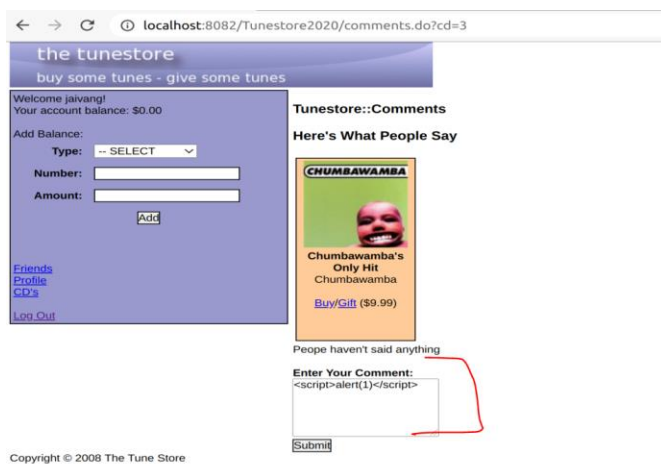 localhost:8082/Tunestore2020/comments.do?cd=3
the tunestore
buy some tunes - give some tunes
Welcome jaivang!
Your account balance: $0.00
Add Balance:
Type: -- SELECT
Number:
Amount:
Add
Friends
Profile
CD's
Log Out
Tunestore::Comments
Here's What People Say
CHUMBAWAMBA
Chumbawamba's
Only Hit
Chumbawamba
Buy/Gift ($9.99)
Peope haven't said anything
Enter Your Comment:
<script>alert(1)</script>
Submit
Copyright © 2008 The Tune Store